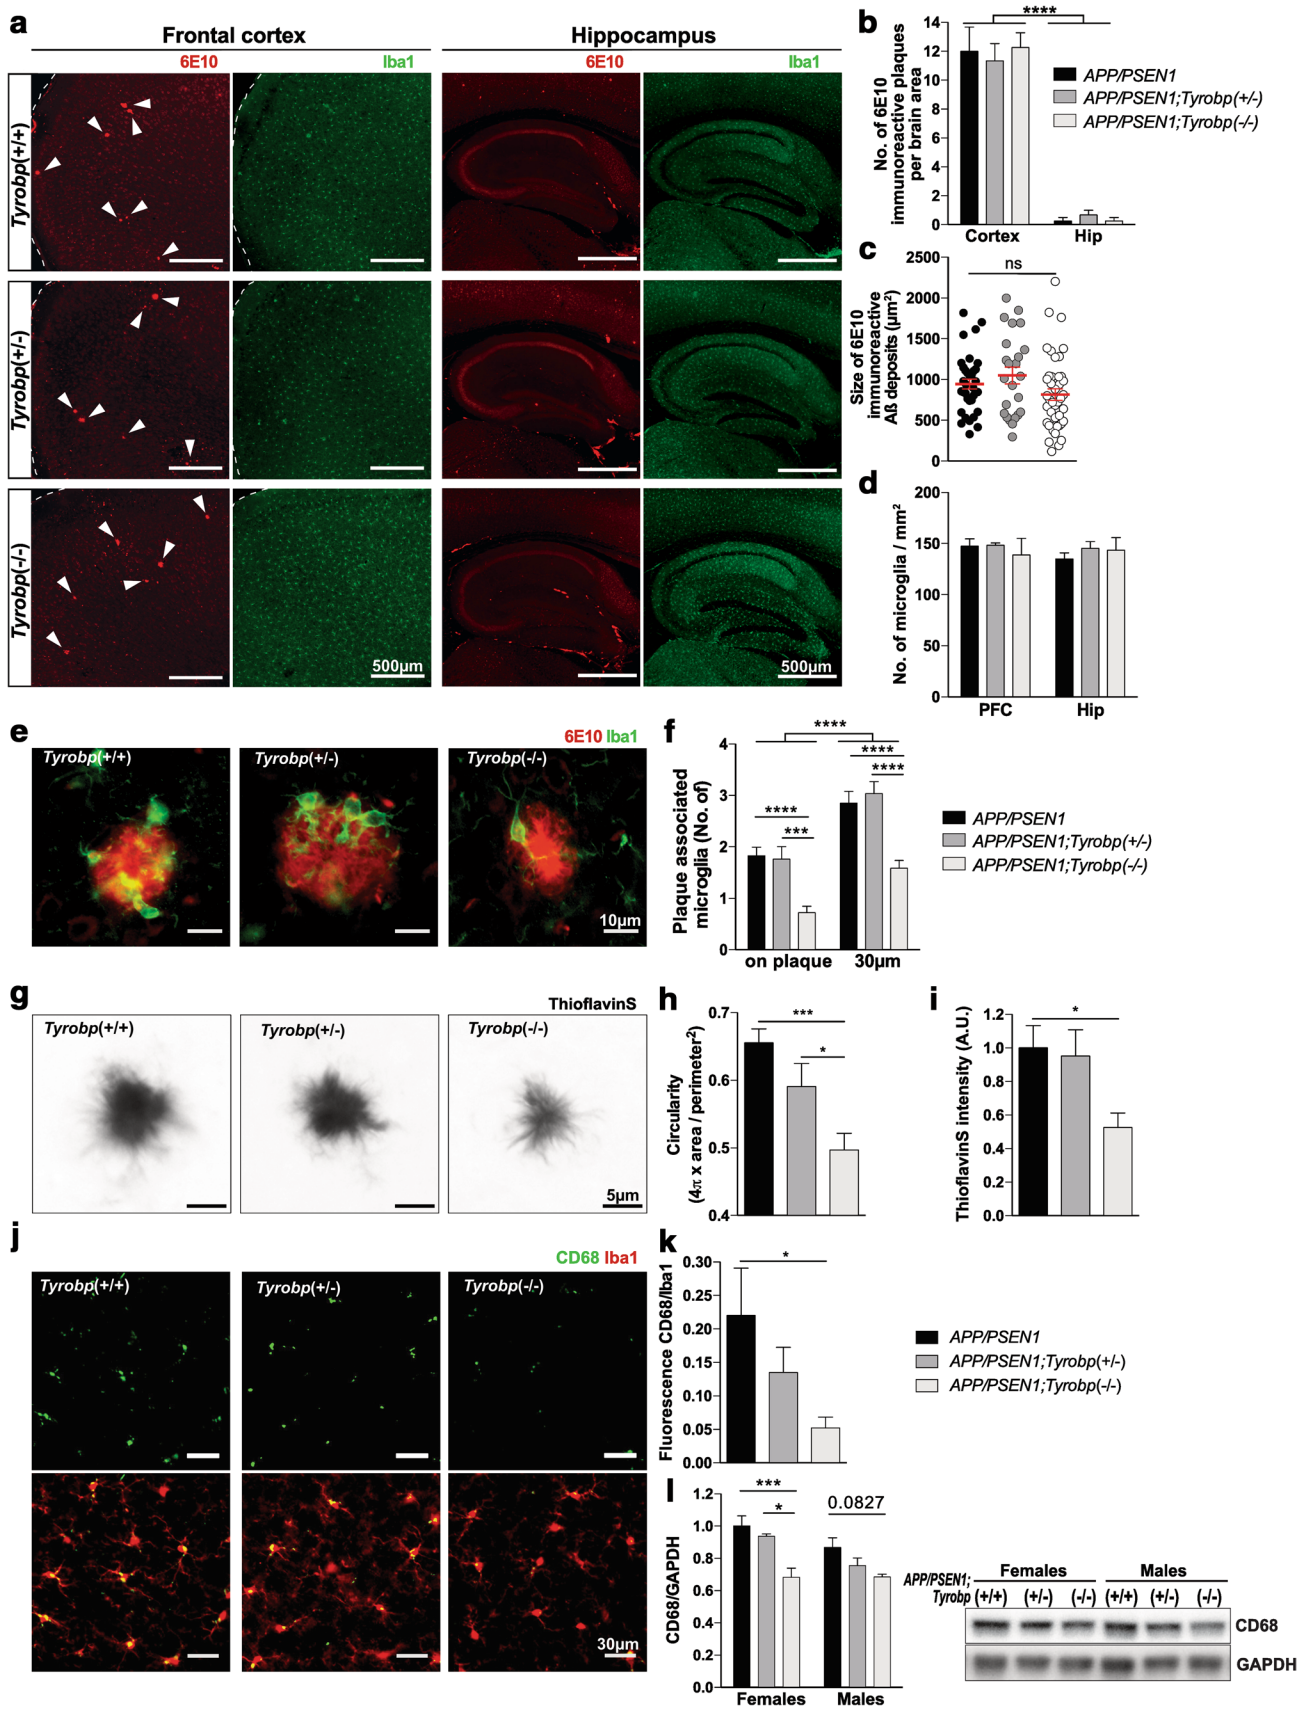 a
Frontal cortex
Hippocampus
6E10
Iba1
6E10
Iba1
Tyrobp(+/+)
Tyrobp(+/-)
Tyrobp(-/-)
500µm
500µm
b
No. of 6E10
immunoreactive plaques
per brain area
14
12
10
8
6
4
2
0
****
Cortex
Hip
APP/PSEN1
APP/PSEN1;Tyrobp(+/-)
APP/PSEN1;Tyrobp(-/-)
c
Size of 6E10
immunoreactive
Aß deposits (µm²)
2500
2000
1500
1000
500
0
ns
d
No. of microglia / mm²
200
150
100
50
0
PFC
Hip
e
6E10 Iba1
Tyrobp(+/+)
Tyrobp(+/-)
Tyrobp(-/-)
10µm
f
Plaque associated
microglia (No. of)
4
3
2
1
0
****
****
****
****
***
on plaque
30µm
APP/PSEN1
APP/PSEN1;Tyrobp(+/-)
APP/PSEN1;Tyrobp(-/-)
g
ThioflavinS
Tyrobp(+/+)
Tyrobp(+/-)
Tyrobp(-/-)
5µm
h
Circularity
(4π x area / perimeter²)
0.7
0.6
0.5
0.4
***
*
i
ThioflavinS intensity (A.U.)
1.2
1.0
0.8
0.6
0.4
0.2
0.0
*
j
CD68 Iba1
Tyrobp(+/+)
Tyrobp(+/-)
Tyrobp(-/-)
30µm
k
Fluorescence CD68/Iba1
0.30
0.25
0.20
0.15
0.10
0.05
0.00
*
APP/PSEN1
APP/PSEN1;Tyrobp(+/-)
APP/PSEN1;Tyrobp(-/-)
l
CD68/GAPDH
1.2
1.0
0.8
0.6
0.4
0.2
0.0
***
*
0.0827
Females
Males
Females
Males
APP/PSEN1;
Tyrobp
(+/+)
(+/-)
(-/-)
(+/+)
(+/-)
(-/-)
CD68
GAPDH